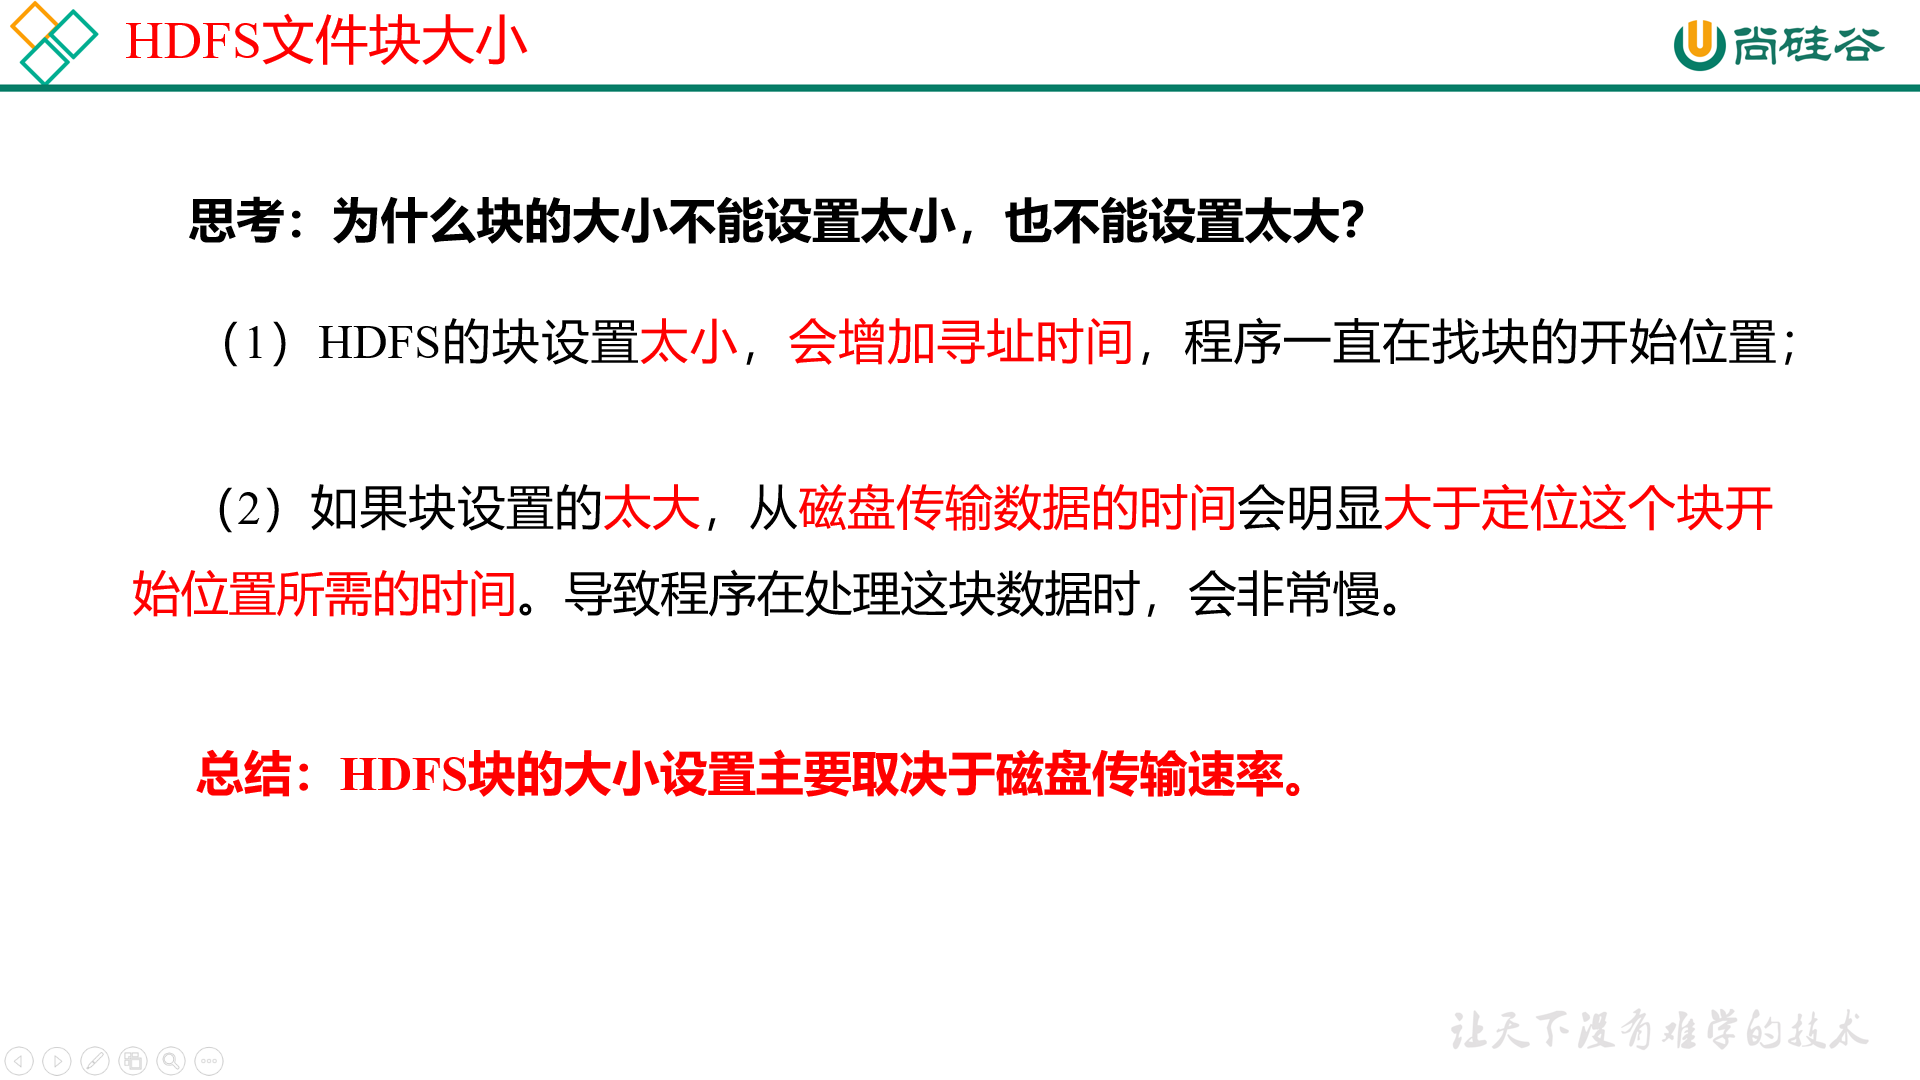 HDFS文件块大小
尚硅谷
思考：为什么块的大小不能设置太小，也不能设置太大？
（1）HDFS的块设置太小，会增加寻址时间，程序一直在找块的开始位置；
（2）如果块设置的太大，从磁盘传输数据的时间会明显大于定位这个块开
始位置所需的时间。导致程序在处理这块数据时，会非常慢。
总结：HDFS块的大小设置主要取决于磁盘传输速率。
让天下没有难学的技术